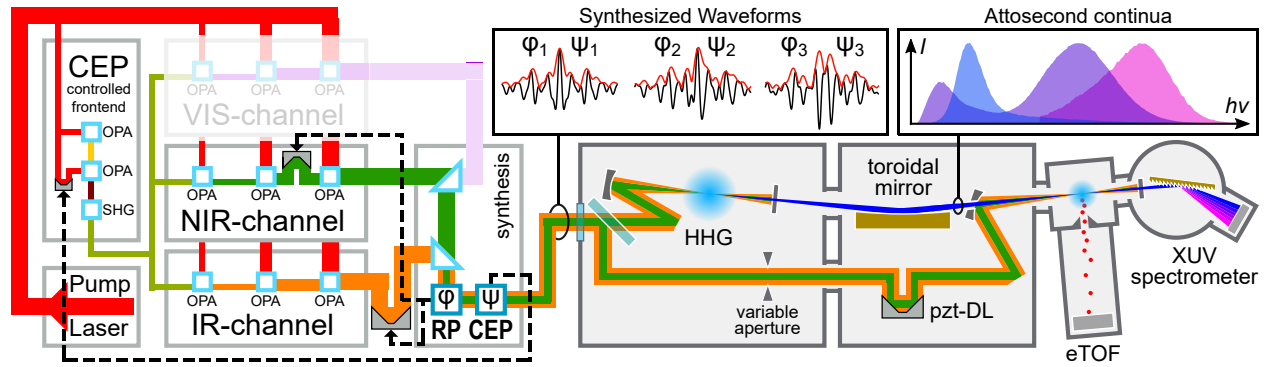 CEP
controlled
frontend
OPA
OPA
SHG
Pump
Laser
OPA
OPA
OPA
VIS-channel
OPA
OPA
OPA
NIR-channel
OPA
OPA
OPA
IR-channel
synthesis
φ
ψ
RP
CEP
Synthesized Waveforms
φ1
ψ1
φ2
ψ2
φ3
ψ3
Attosecond continua
I
hν
HHG
toroidal
mirror
variable
aperture
pzt-DL
eTOF
XUV
spectrometer